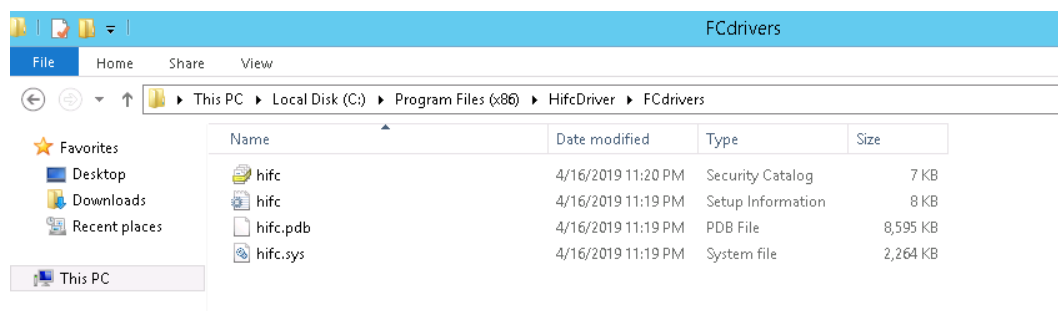 FCdrivers
File Home Share View
This PC Local Disk (C:) Program Files (x86) HifcDriver FCdrivers
Name Date modified Type Size
Favorites
Desktop
Downloads
Recent places
This PC
hifc 4/16/2019 11:20 PM Security Catalog 7 KB
hifc 4/16/2019 11:19 PM Setup Information 8 KB
hifc.pdb 4/16/2019 11:19 PM PDB File 8,595 KB
hifc.sys 4/16/2019 11:19 PM System file 2,264 KB